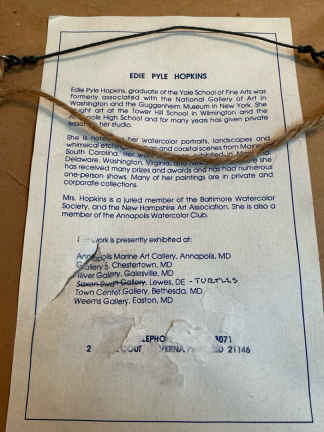 EDIE PYLE HOPKINS
Edie Pyle Hopkins, graduate of the Yale School of Fine Arts was
formerly associated with the National Gallery of Art in
Washington and the Guggenheim Museum in New York. She
art at the Tower Hill School in Wilmington and the
High School and for many years has given private
her studio.
She is for her watercolor portraits, landscapes and
whimsical and coastal scenes from Maine
South Carolina. Her
Delaware, Washington, Virginia, and she
has received many prizes and awards and has had numerous
one-person shows. Many of her paintings are in private and
corporate collections.
Mrs. Hopkins is a juried member of the Baltimore Watercolor
Society, and the New Hampshire Art Association. She is also a
member of the Annapolis Watercolor Club.
work is presently exhibited at:
Annapolis Marine Art Gallery, Annapolis, MD
Chestertown, MD
River Gallery, Galesville, MD
Gallery, Lewes, DE - TURTLES
Town Center Gallery, Bethesda, MD
Weems Gallery, Easton, MD
21146